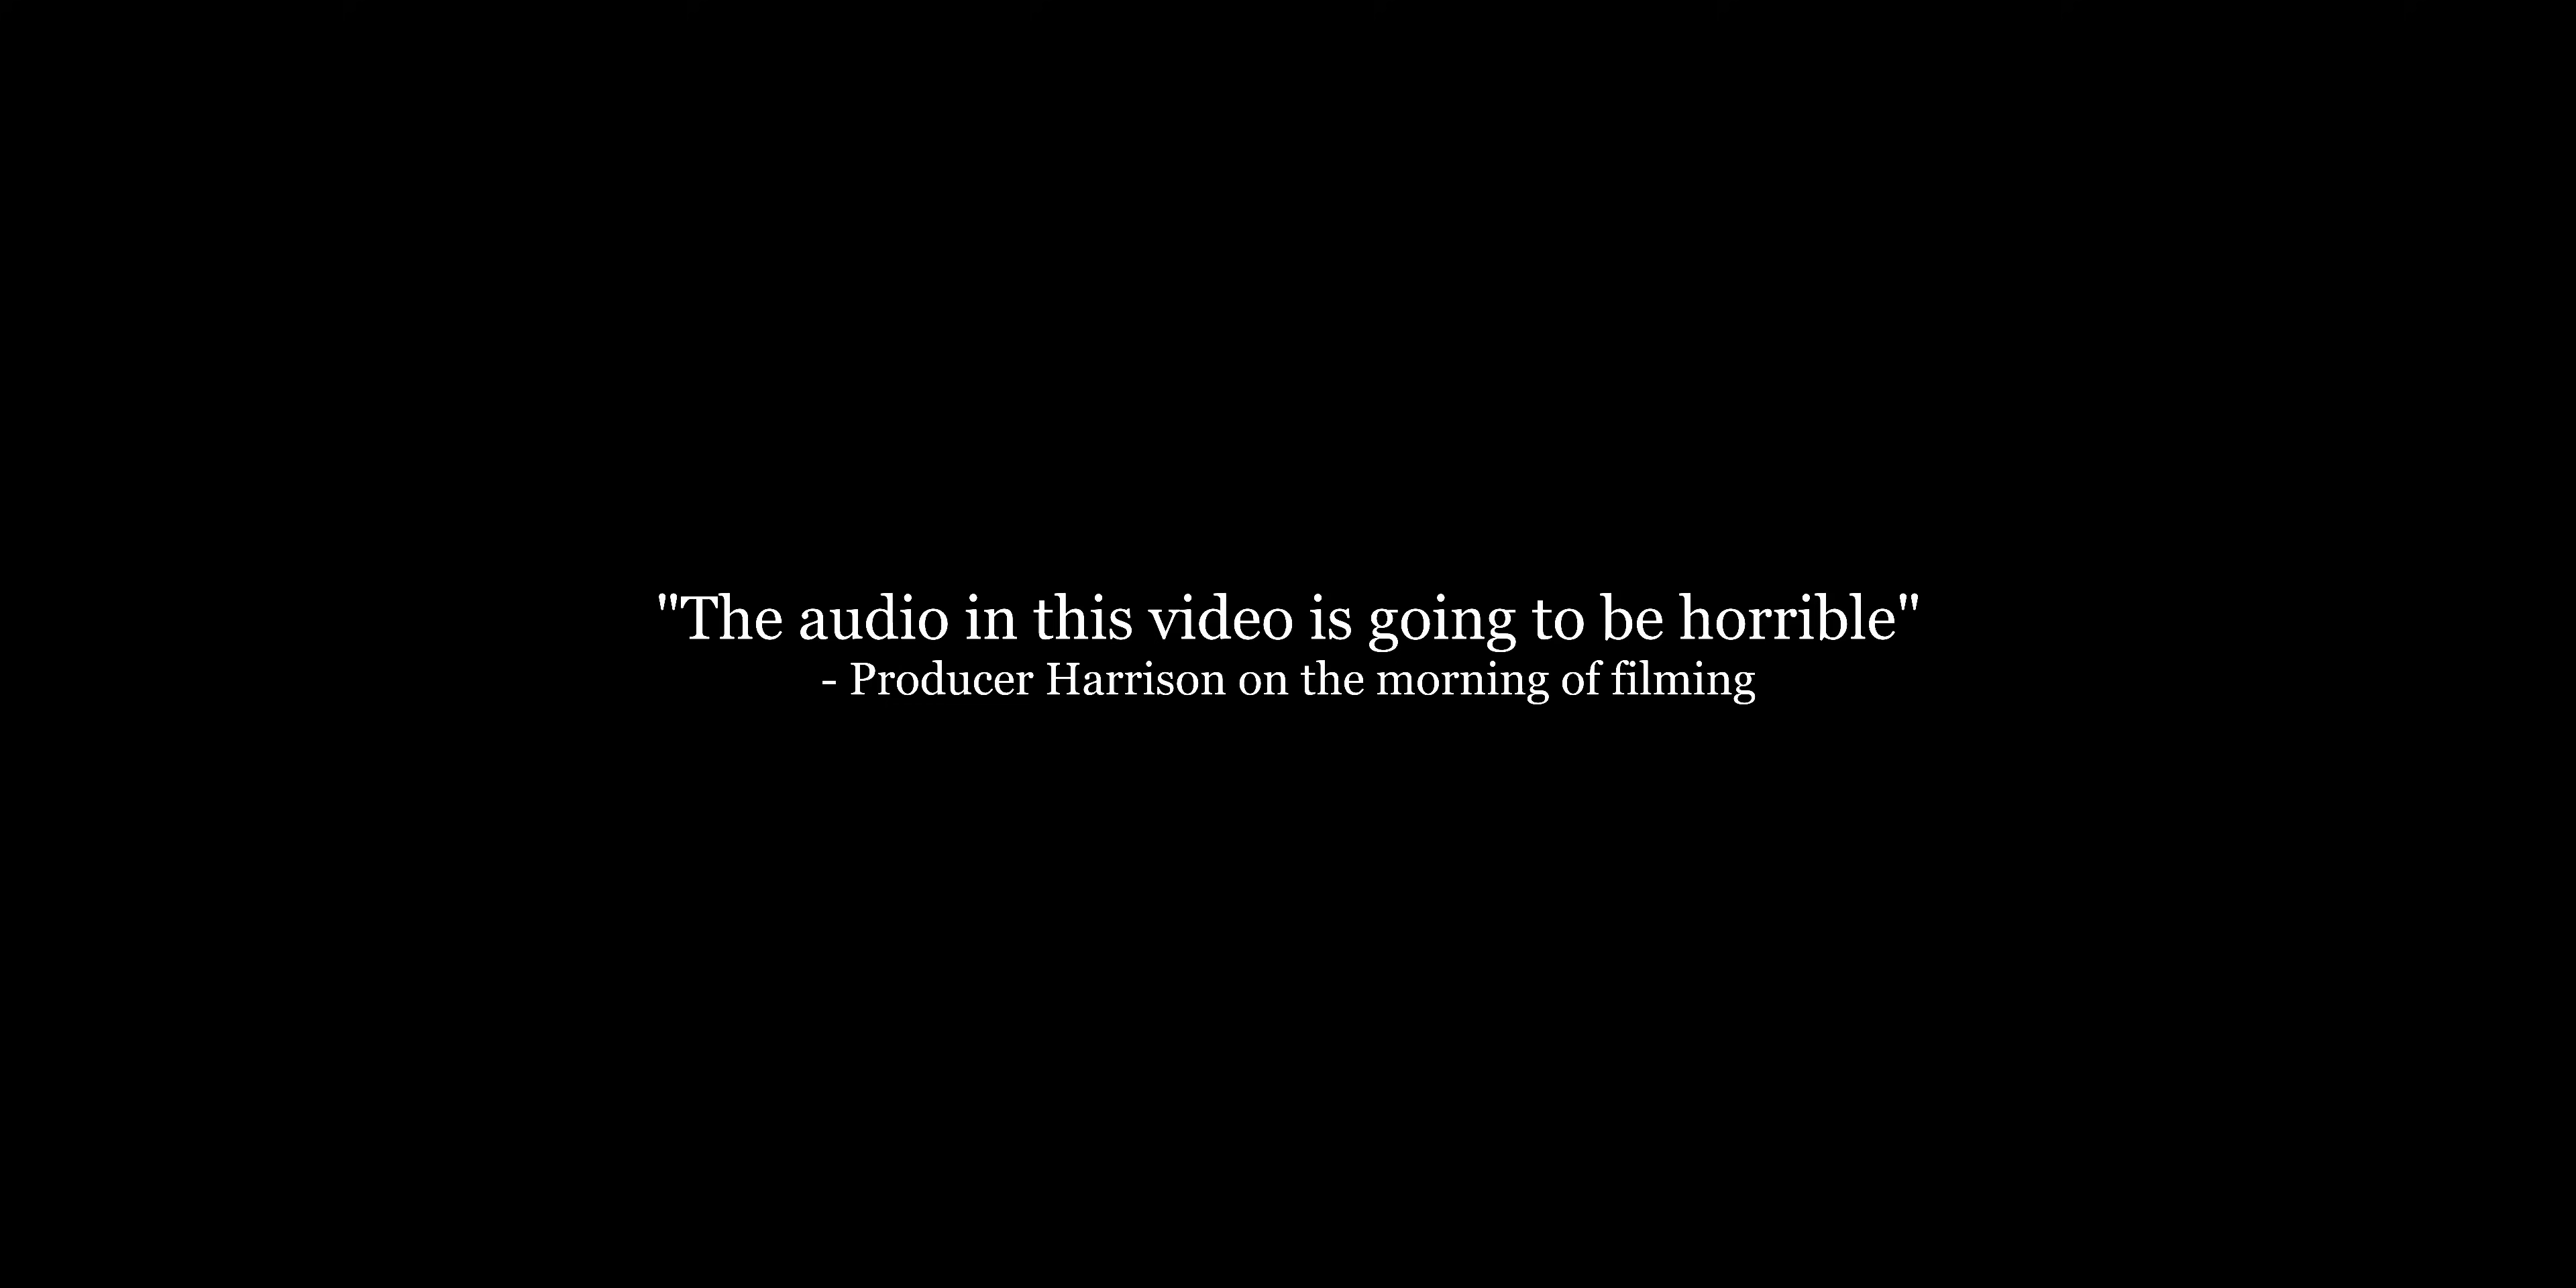 "The audio in this video is going to be horrible"
- Producer Harrison on the morning of filming